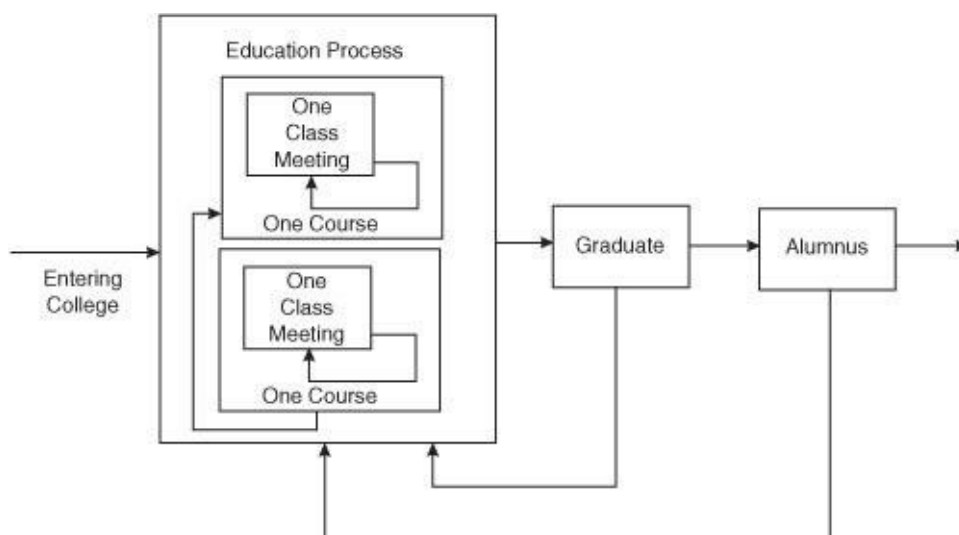 Education Process
One
Class
Meeting
One Course
One
Class
Meeting
One Course
Entering
College
Graduate
Alumnus